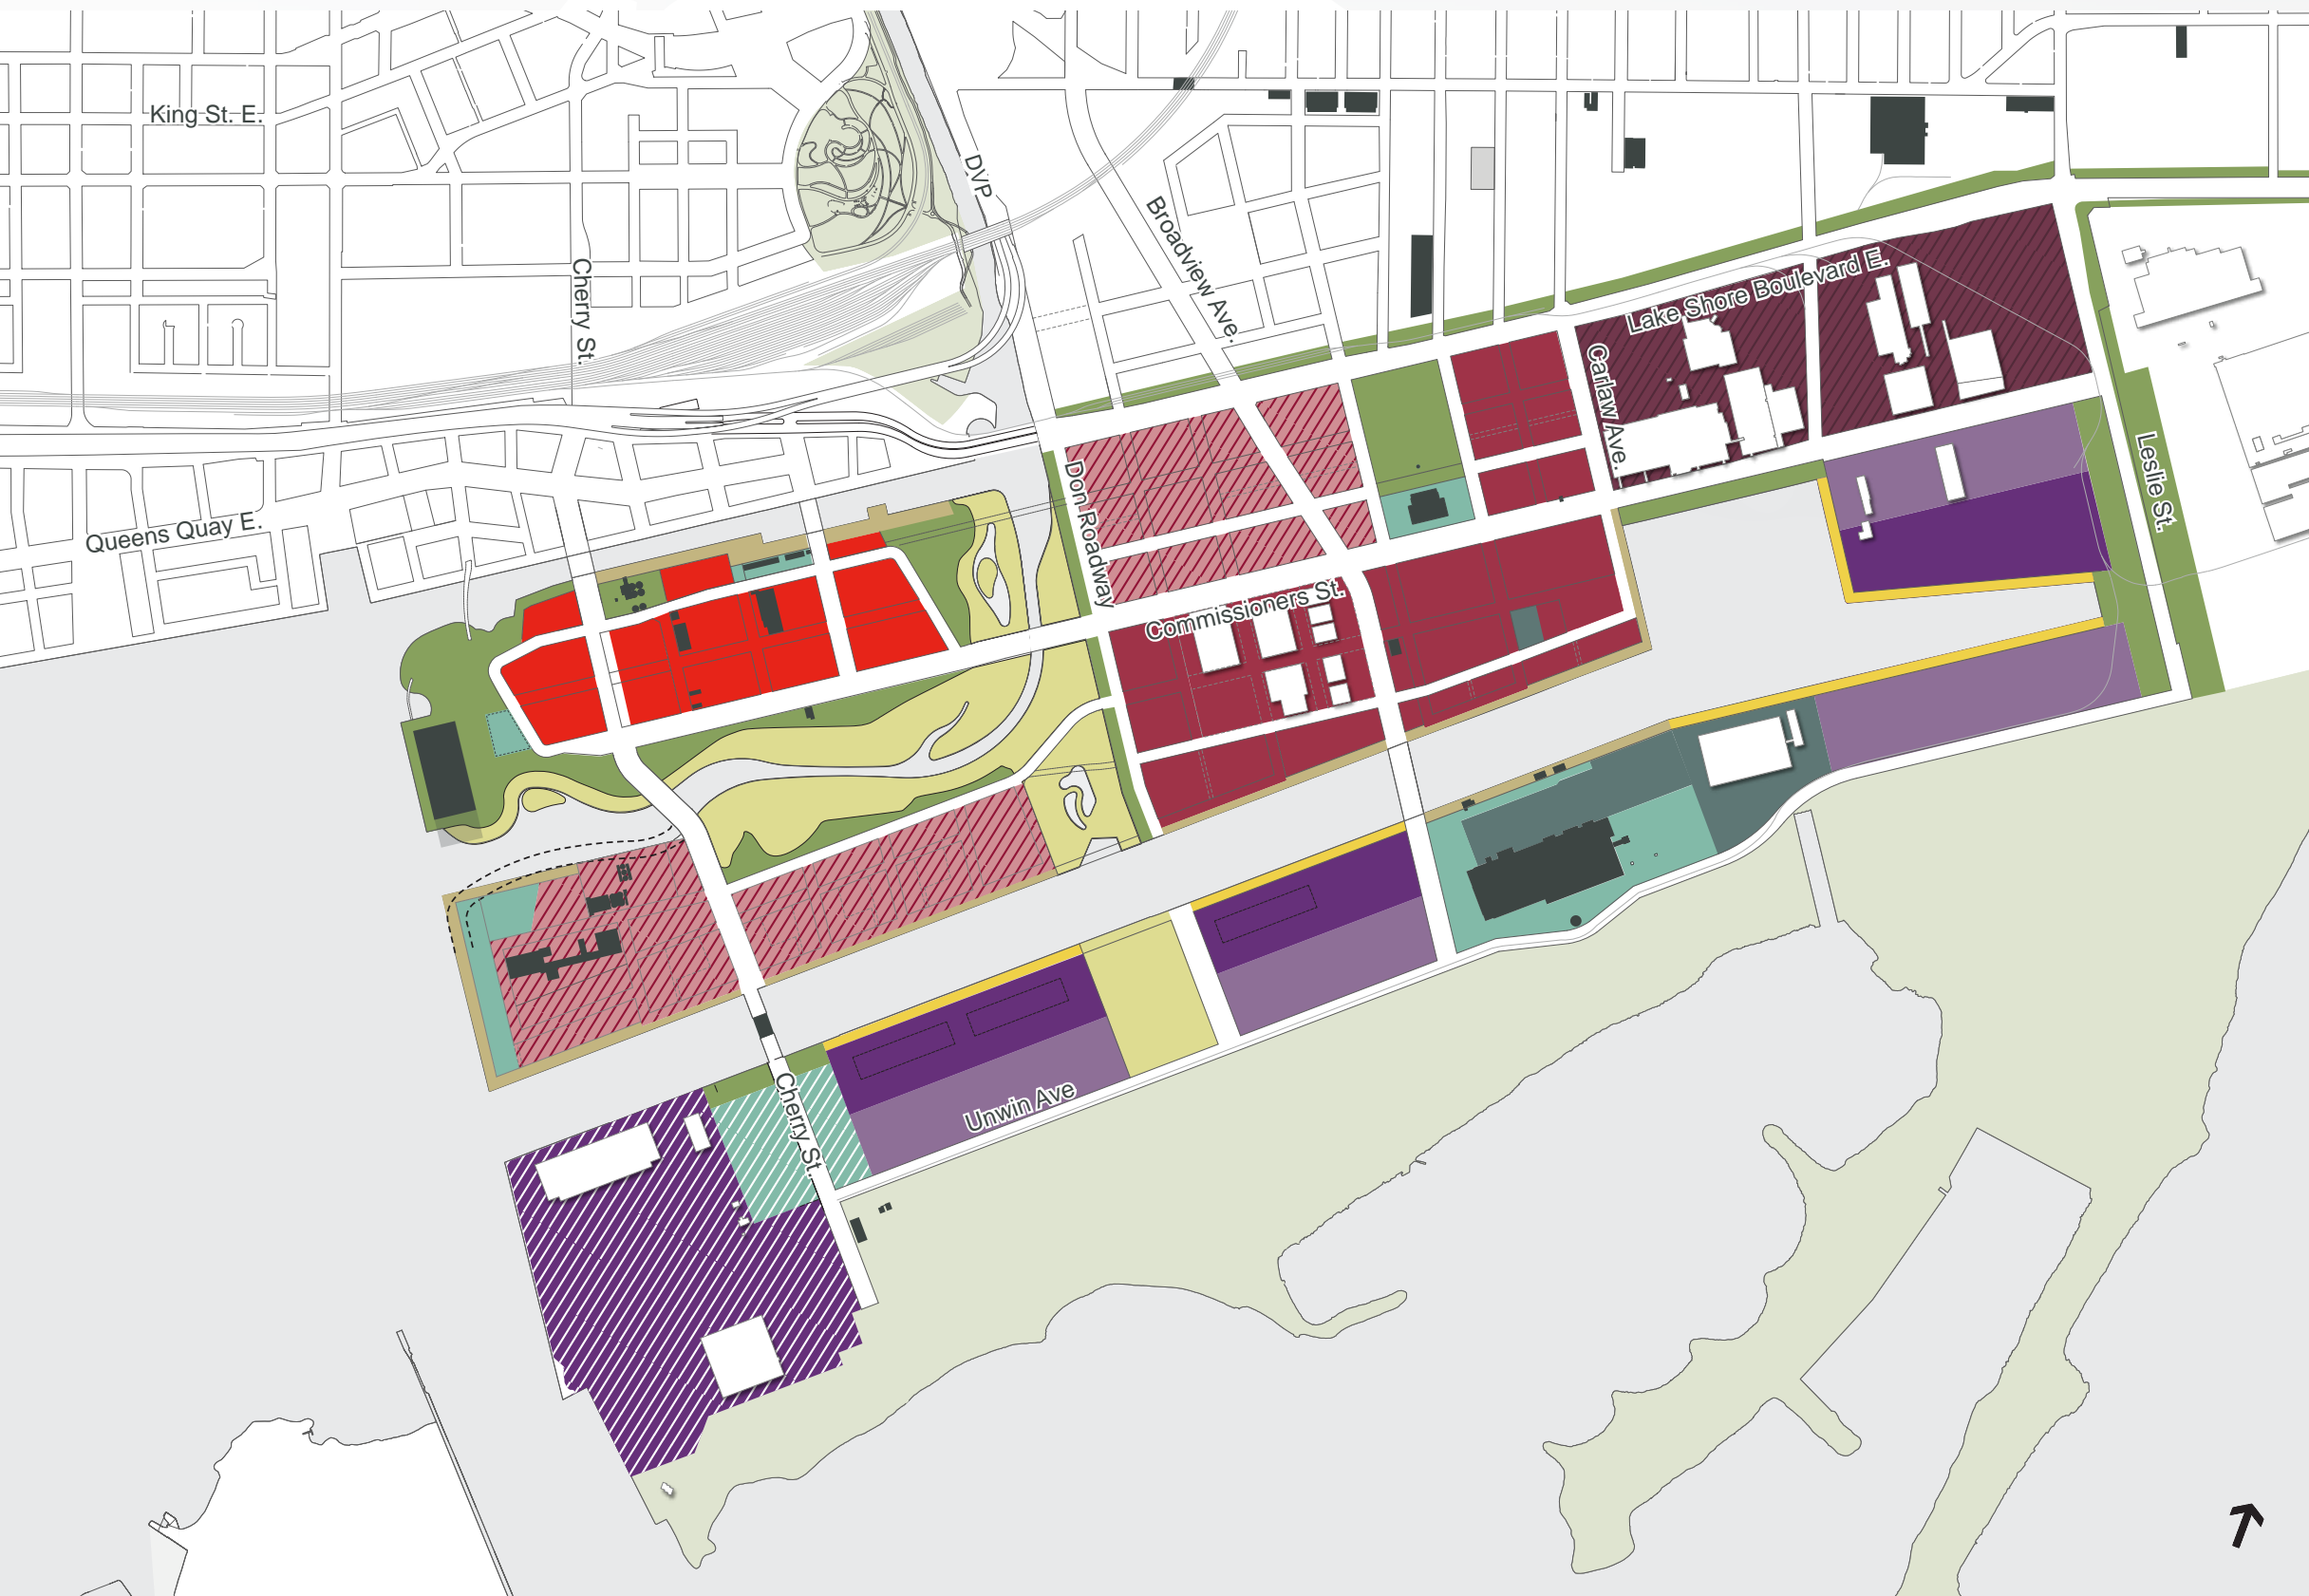 King St. E.
DVP
Broadview Ave.
Cherry St.
Lake Shore Boulevard E.
Carlaw Ave.
Leslie St.
Queens Quay E.
Don Roadway
Commissioners St.
Cherry St.
Unwin Ave